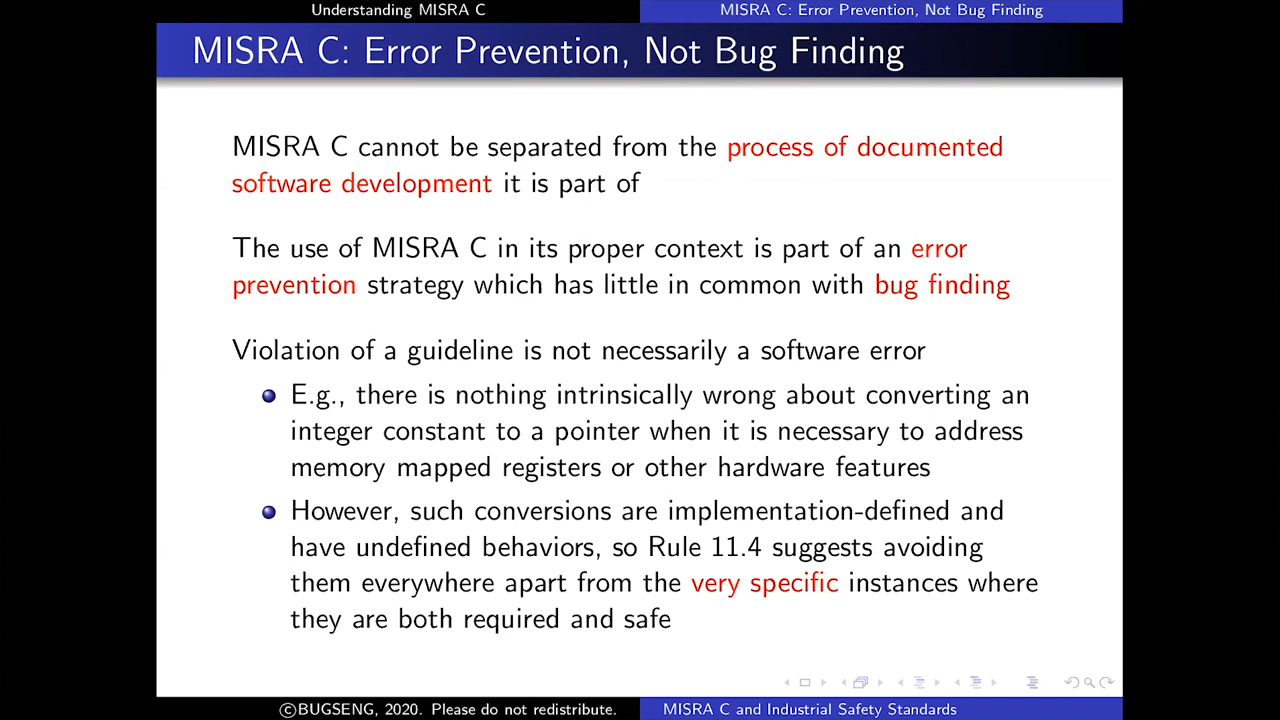 Understanding MISRA C
MISRA C: Error Prevention, Not Bug Finding
MISRA C: Error Prevention, Not Bug Finding
MISRA C cannot be separated from the process of documented
software development it is part of
The use of MISRA C in its proper context is part of an error
prevention strategy which has little in common with bug finding
Violation of a guideline is not necessarily a software error
E.g., there is nothing intrinsically wrong about converting an
integer constant to a pointer when it is necessary to address
memory mapped registers or other hardware features
However, such conversions are implementation-defined and
have undefined behaviors, so Rule 11.4 suggests avoiding
them everywhere apart from the very specific instances where
they are both required and safe
©BUGSENG, 2020. Please do not redistribute.
MISRA C and Industrial Safety Standards